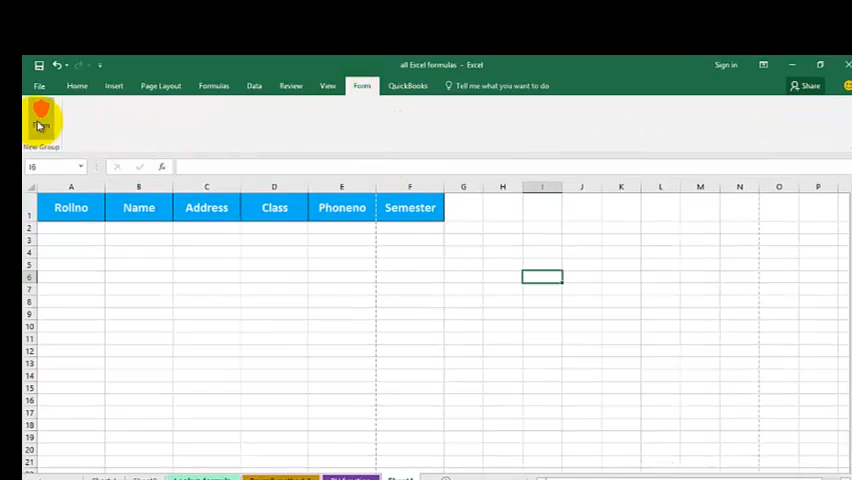 all Excel formulas - Excel
Sign in
File Home Insert Page Layout Formulas Data Review View Form QuickBooks Tell me what you want to do Share
Form
New Group
I6
fx
A B C D E F G H I J K L M N O P
1 Rollno Name Address Class Phoneno Semester
2
3
4
5
6
7
8
9
10
11
12
13
14
15
16
17
18
19
20
21